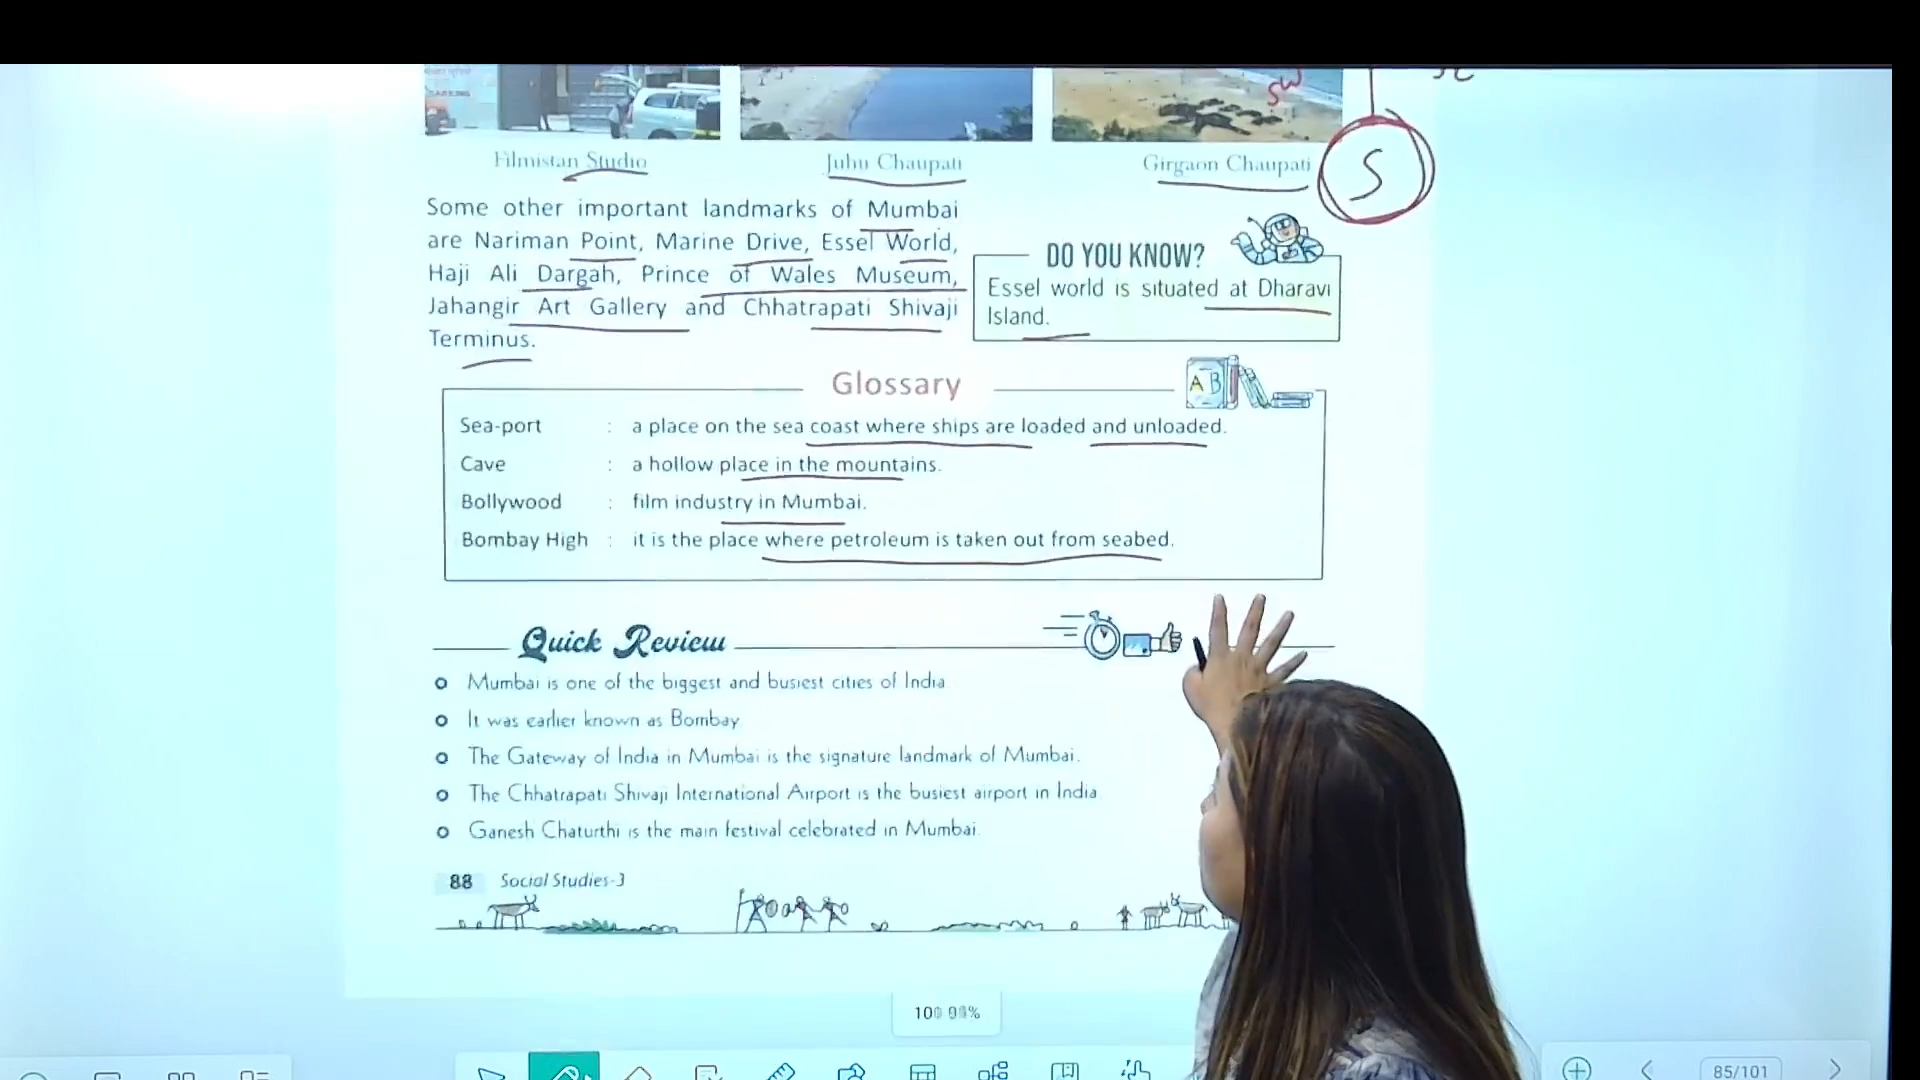 SW
S
Filmistan Studio
Juhu Chaupati
Girgaon Chaupati
Some other important landmarks of Mumbai
are Nariman Point, Marine Drive, Essel World,
Haji Ali Dargah, Prince of Wales Museum,
Jahangir Art Gallery and Chhatrapati Shivaji
Terminus.
DO YOU KNOW?
Essel world is situated at Dharavi
Island.
Glossary
A B
Sea-port : a place on the sea coast where ships are loaded and unloaded.
Cave : a hollow place in the mountains.
Bollywood : film industry in Mumbai.
Bombay High : it is the place where petroleum is taken out from seabed.
Quick Review
Mumbai is one of the biggest and busiest cities of India
It was earlier known as Bombay
The Gateway of India in Mumbai is the signature landmark of Mumbai.
The Chhatrapati Shivaji International Airport is the busiest airport in India
Ganesh Chaturthi is the main festival celebrated in Mumbai.
88 Social Studies-3
85/101